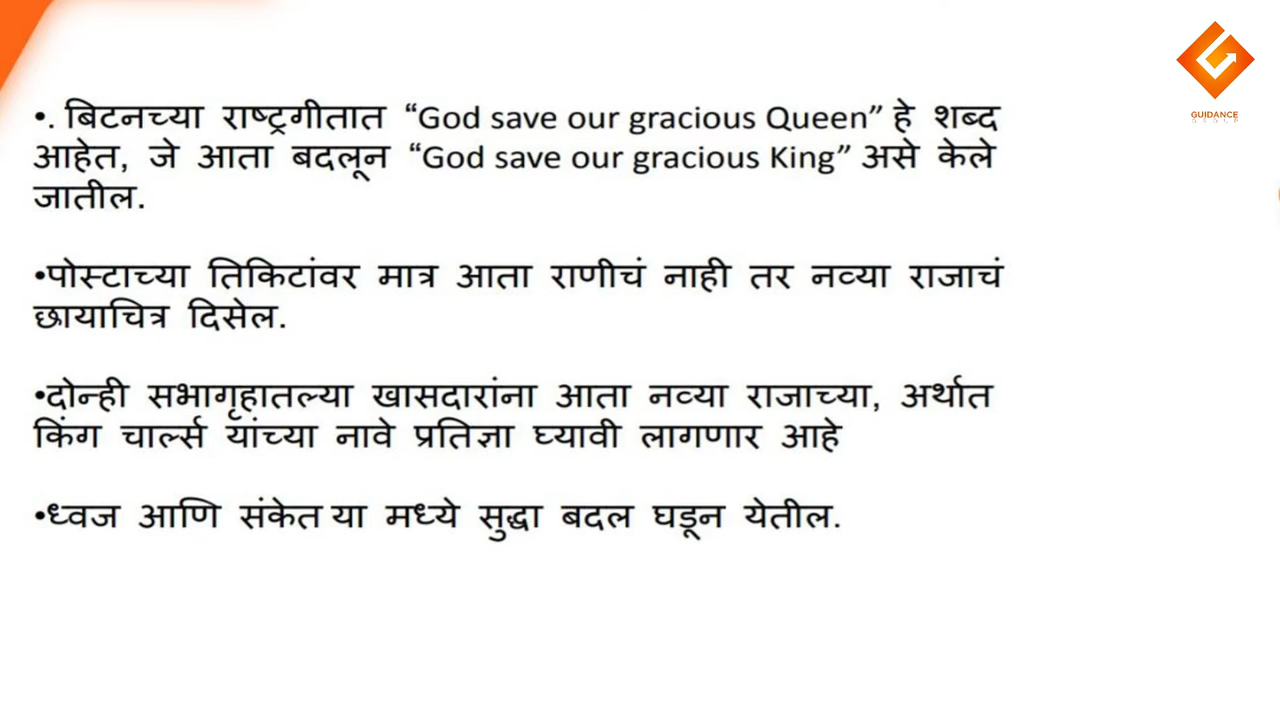 •. बिटनच्या राष्ट्रगीतात “God save our gracious Queen” हे शब्द
आहेत, जे आता बदलून “God save our gracious King” असे केले
जातील.
•पोस्टाच्या तिकिटांवर मात्र आता राणीचं नाही तर नव्या राजाचं
छायाचित्र दिसेल.
•दोन्ही सभागृहातल्या खासदारांना आता नव्या राजाच्या, अर्थात
किंग चार्ल्स यांच्या नावे प्रतिज्ञा घ्यावी लागणार आहे
•ध्वज आणि संकेत या मध्ये सुद्धा बदल घडून येतील.
GUIDANCE
GROUP